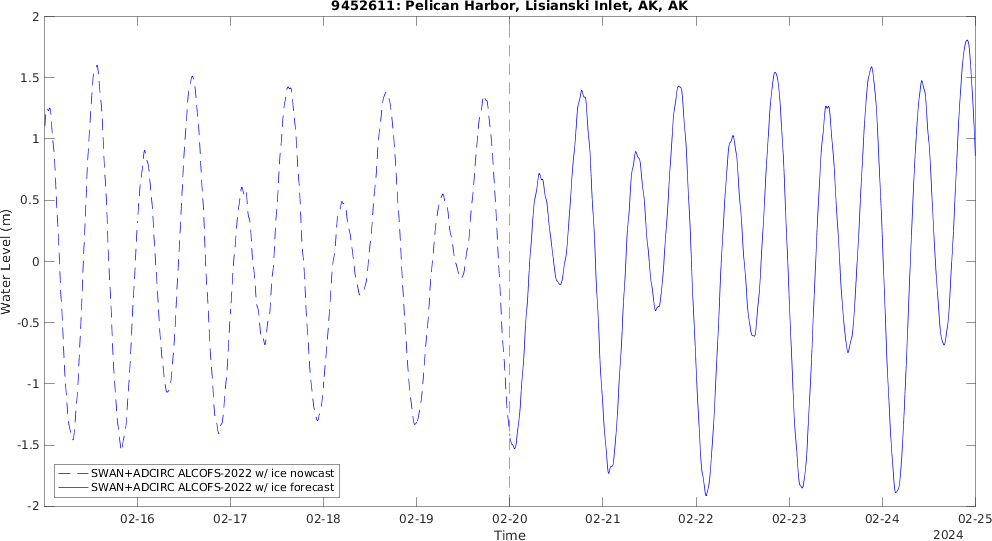 9452611: Pelican Harbor, Lisianski Inlet, AK, AK
2
1.5
1
0.5
0
-0.5
-1
-1.5
-2
Water Level (m)
SWAN+ADCIRC ALCOFS-2022 w/ ice nowcast
SWAN+ADCIRC ALCOFS-2022 w/ ice forecast
02-16 02-17 02-18 02-19 02-20 02-21 02-22 02-23 02-24 02-25
Time
2024